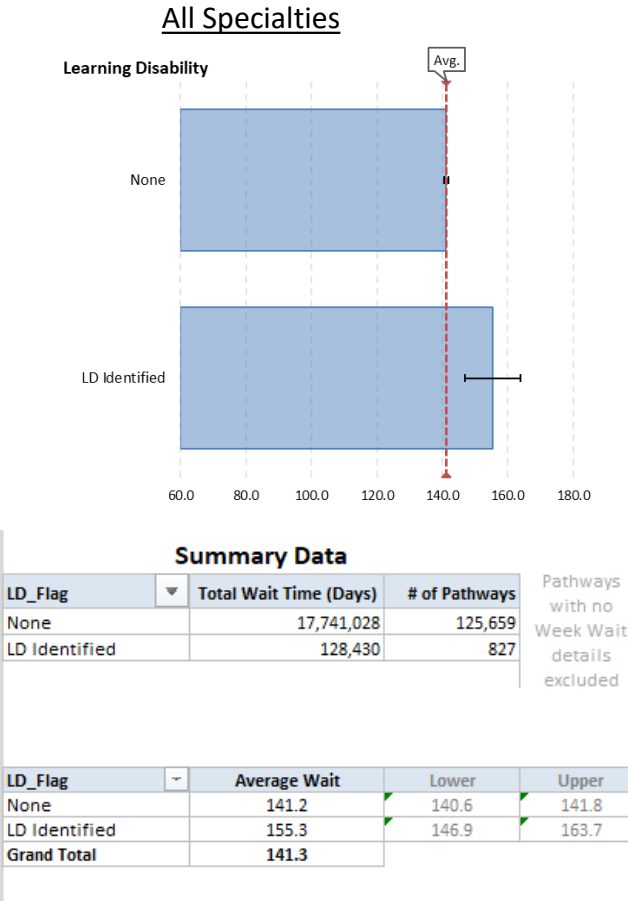 All Specialties
Avg.
Learning Disability
None
LD Identified
60.0 80.0 100.0 120.0 140.0 160.0 180.0
Summary Data
LD_Flag Total Wait Time (Days) # of Pathways
None 17,741,028 125,659
LD Identified 128,430 827
Pathways
with no
Week Wait
details
excluded
LD_Flag Average Wait Lower Upper
None 141.2 140.6 141.8
LD Identified 155.3 146.9 163.7
Grand Total 141.3